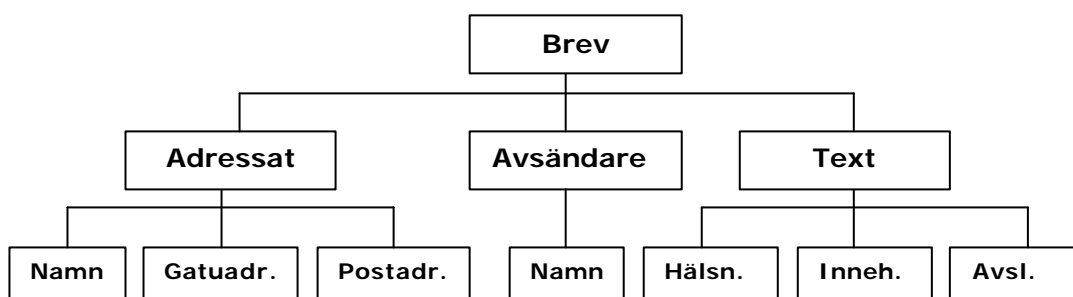 Brev
Adressat Avsändare Text
Namn Gatuadr. Postadr. Namn Hälsn. Inneh. Avsl.